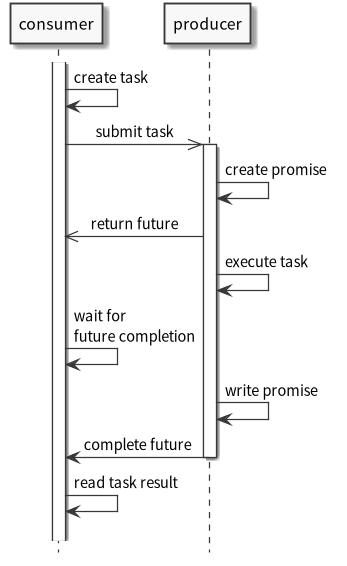 consumer
producer
create task
submit task
create promise
return future
execute task
wait for
future completion
write promise
complete future
read task result